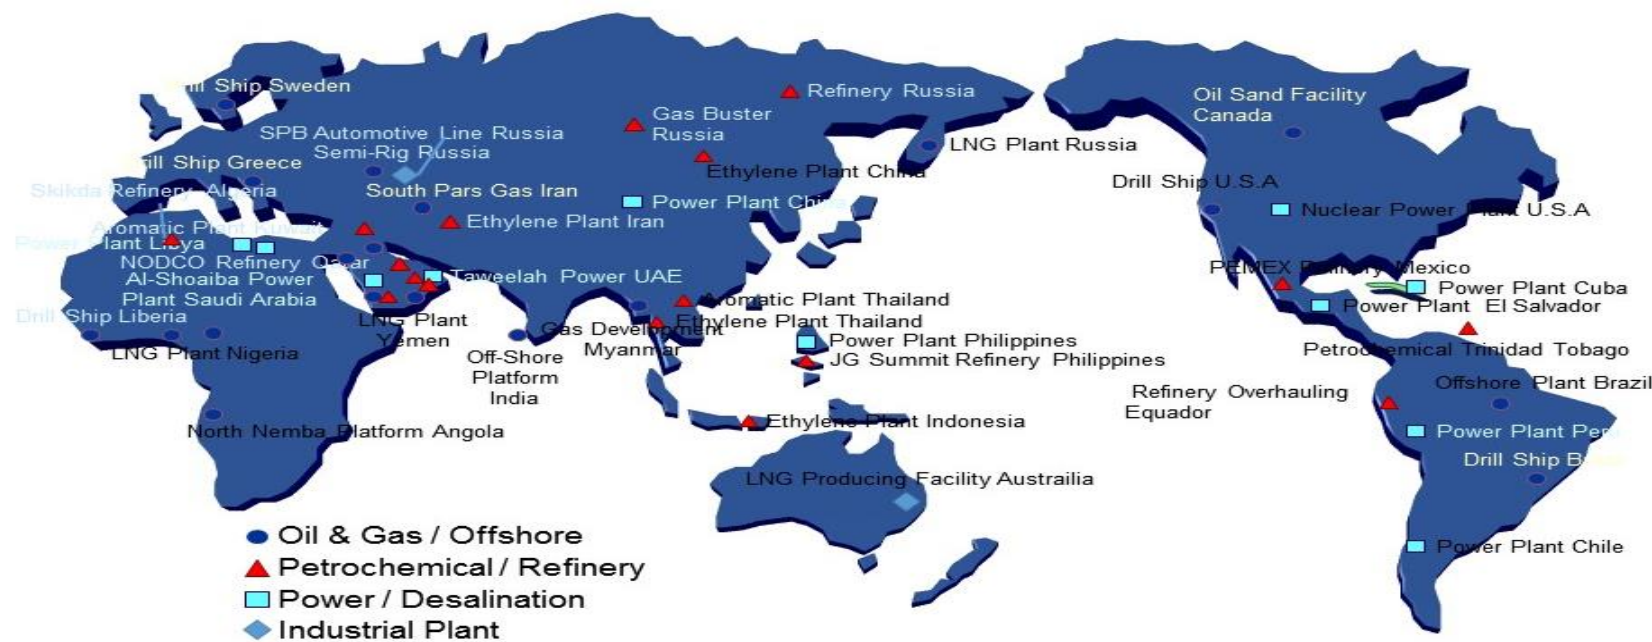 Refinery Russia
Ship Sweden
Oil Sand Facility
Canada
Gas Buster
Russia
SPB Automotive Line Russia
Semi-Rig Russia
LNG Plant Russia
Ship Greece
Ethylene Plant China
Drill Ship U.S.A
Skikda Refinery Algeria
South Pars Gas Iran
Power Plant China
Nuclear Power Plant U.S.A
Aromatic Plant Kuwait
Ethylene Plant Iran
Power Plant Libya
NODCO Refinery Qatar
PEMEX Refinery Mexico
Al-Shoaiba Power
Plant Saudi Arabia
Taweelah Power UAE
Power Plant Cuba
Aromatic Plant Thailand
Power Plant El Salvador
Drill Ship Liberia
LNG Plant
Yemen
Ethylene Plant Thailand
Gas Development
Myanmar
LNG Plant Nigeria
Off-Shore
Platform
India
Power Plant Philippines
JG Summit Refinery Philippines
Petrochemical Trinidad Tobago
Offshore Plant Brazil
Refinery Overhauling
Equador
North Nemba Platform Angola
Ethylene Plant Indonesia
Power Plant Peru
Drill Ship
LNG Producing Facility Austrailia
Oil & Gas / Offshore
Petrochemical / Refinery
Power / Desalination
Industrial Plant
Power Plant Chile